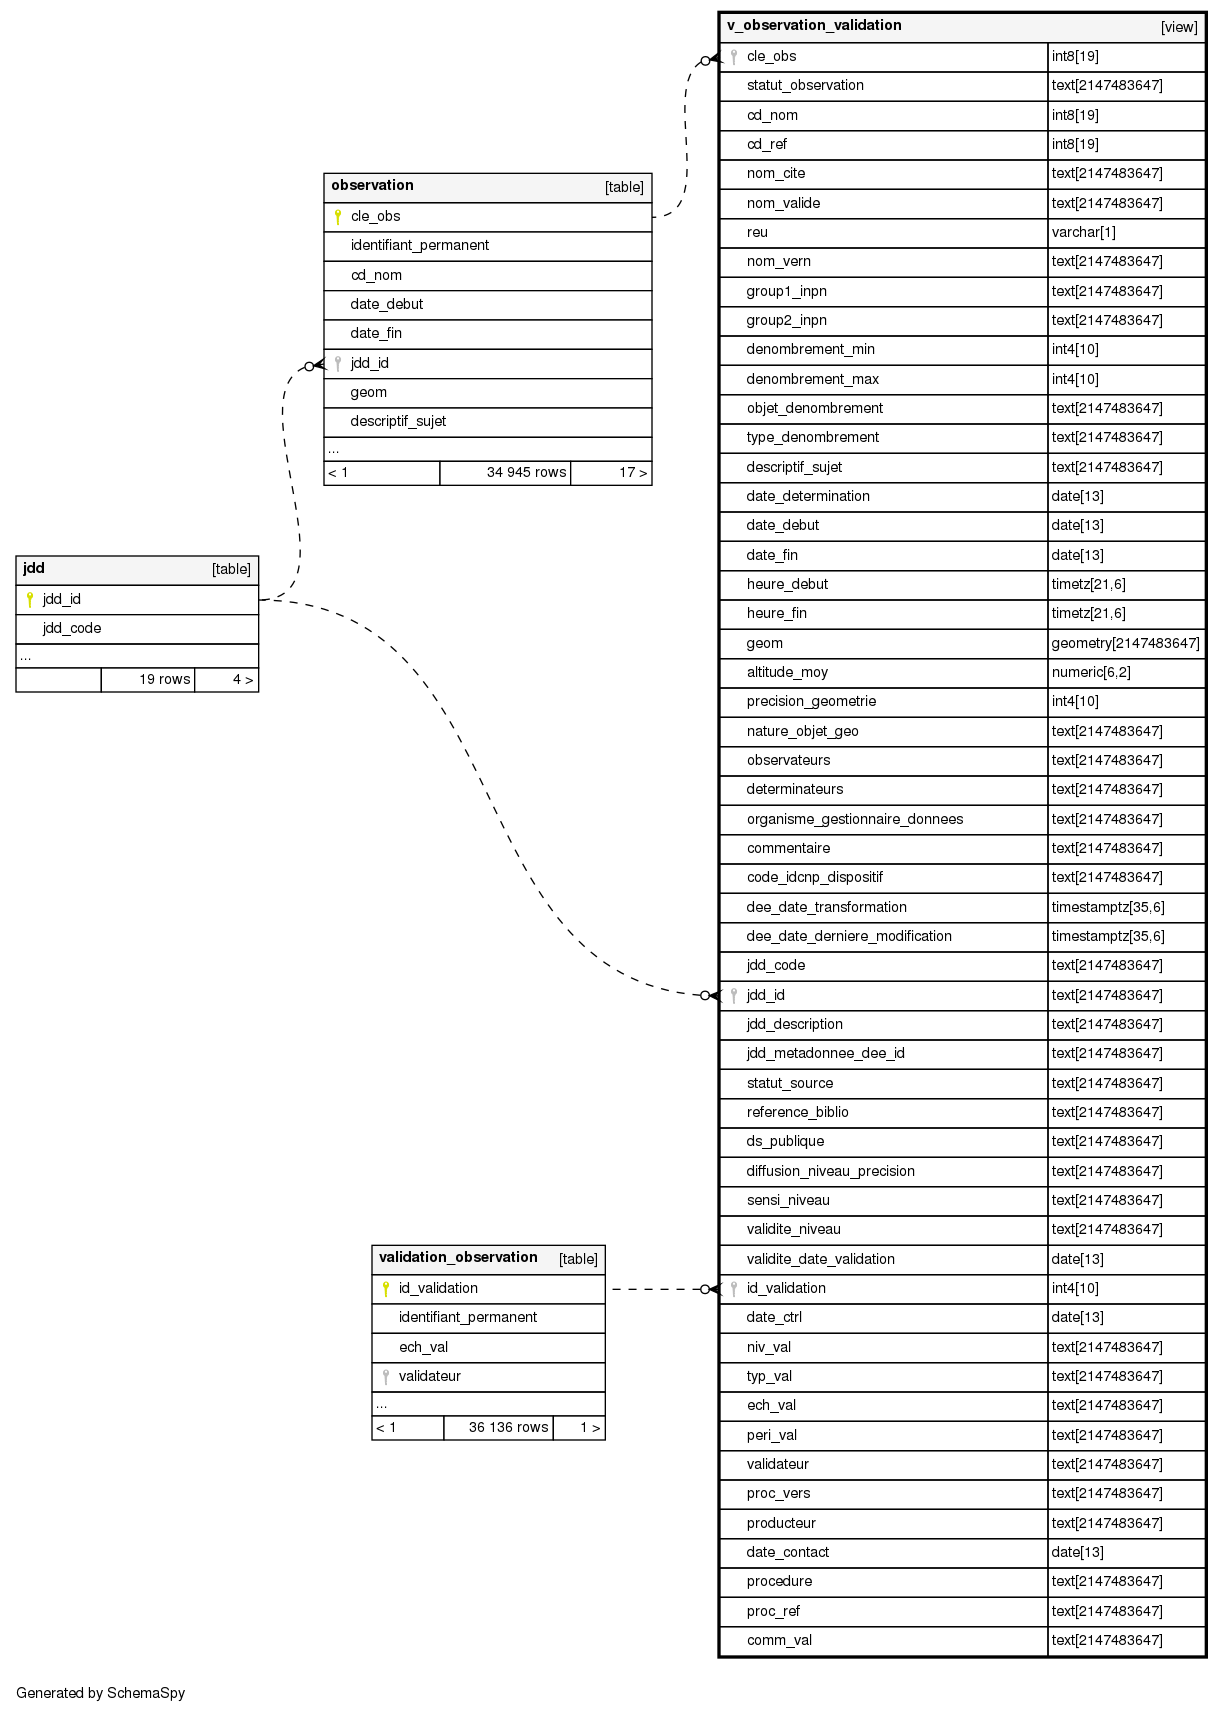 v_observation_validation [view]
cle_obs int8[19]
statut_observation text[2147483647]
cd_nom int8[19]
cd_ref int8[19]
nom_cite text[2147483647]
nom_valide text[2147483647]
reu varchar[1]
nom_vern text[2147483647]
group1_inpn text[2147483647]
group2_inpn text[2147483647]
denombrement_min int4[10]
denombrement_max int4[10]
objet_denombrement text[2147483647]
type_denombrement text[2147483647]
descriptif_sujet text[2147483647]
date_determination date[13]
date_debut date[13]
date_fin date[13]
heure_debut timetz[21,6]
heure_fin timetz[21,6]
geom geometry[2147483647]
altitude_moy numeric[6,2]
precision_geometrie int4[10]
nature_objet_geo text[2147483647]
observateurs text[2147483647]
determinateurs text[2147483647]
organisme_gestionnaire_donnees text[2147483647]
commentaire text[2147483647]
code_idcnp_dispositif text[2147483647]
dee_date_transformation timestamptz[35,6]
dee_date_derniere_modification timestamptz[35,6]
jdd_code text[2147483647]
jdd_id text[2147483647]
jdd_description text[2147483647]
jdd_metadonnee_dee_id text[2147483647]
statut_source text[2147483647]
reference_biblio text[2147483647]
ds_publique text[2147483647]
diffusion_niveau_precision text[2147483647]
sensi_niveau text[2147483647]
validite_niveau text[2147483647]
validite_date_validation date[13]
id_validation int4[10]
date_ctrl date[13]
niv_val text[2147483647]
typ_val text[2147483647]
ech_val text[2147483647]
peri_val text[2147483647]
validateur text[2147483647]
proc_vers text[2147483647]
producteur text[2147483647]
date_contact date[13]
procedure text[2147483647]
proc_ref text[2147483647]
comm_val text[2147483647]
observation [table]
cle_obs
identifiant_permanent
cd_nom
date_debut
date_fin
jdd_id
geom
descriptif_sujet
...
< 1 34 945 rows 17 >
jdd [table]
jdd_id
jdd_code
...
19 rows 4 >
validation_observation [table]
id_validation
identifiant_permanent
ech_val
validateur
...
< 1 36 136 rows 1 >
Generated by SchemaSpy